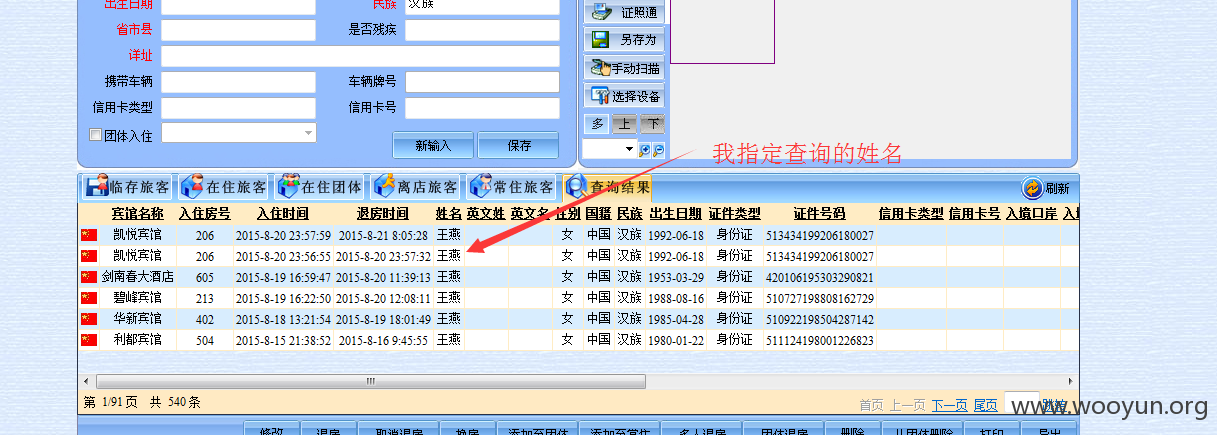 出生日期 民族 汉族
省市县 是否残疾
详址
携带车辆 车辆牌号
信用卡类型 信用卡号
团体入住
新输入 保存
证照通
另存为
手动扫描
选择设备
多 上 下
我指定查询的姓名
临存旅客 在住旅客 在住团体 离店旅客 常住旅客 查询结果 刷新
宾馆名称 入住房号 入住时间 退房时间 姓名 英文姓 英文名 性别 国籍 民族 出生日期 证件类型 证件号码 信用卡类型 信用卡号 入境口岸
凯悦宾馆 206 2015-8-20 23:57:59 2015-8-21 8:05:28 王燕 女 中国 汉族 1992-06-18 身份证 513434199206180027
凯悦宾馆 206 2015-8-20 23:56:55 2015-8-20 23:57:32 王燕 女 中国 汉族 1992-06-18 身份证 513434199206180027
剑南春大酒店 605 2015-8-19 16:59:47 2015-8-20 11:39:13 王燕 女 中国 汉族 1953-03-29 身份证 420106195303290821
碧峰宾馆 213 2015-8-19 16:22:50 2015-8-20 12:08:11 王燕 女 中国 汉族 1988-08-16 身份证 510727198808162729
华新宾馆 402 2015-8-18 13:21:54 2015-8-19 18:01:49 王燕 女 中国 汉族 1985-04-28 身份证 510922198504287142
利都宾馆 504 2015-8-15 21:38:52 2015-8-16 9:45:55 王燕 女 中国 汉族 1980-01-22 身份证 511124198001226823
第 1/91页 共 540条 首页 上一页 下一页 尾页
www.wooyun.org
修改 退房 取消退房 换房 添加至团体 添加至常住 多人退房 团体退房 删除 从团体删除 打印 导出